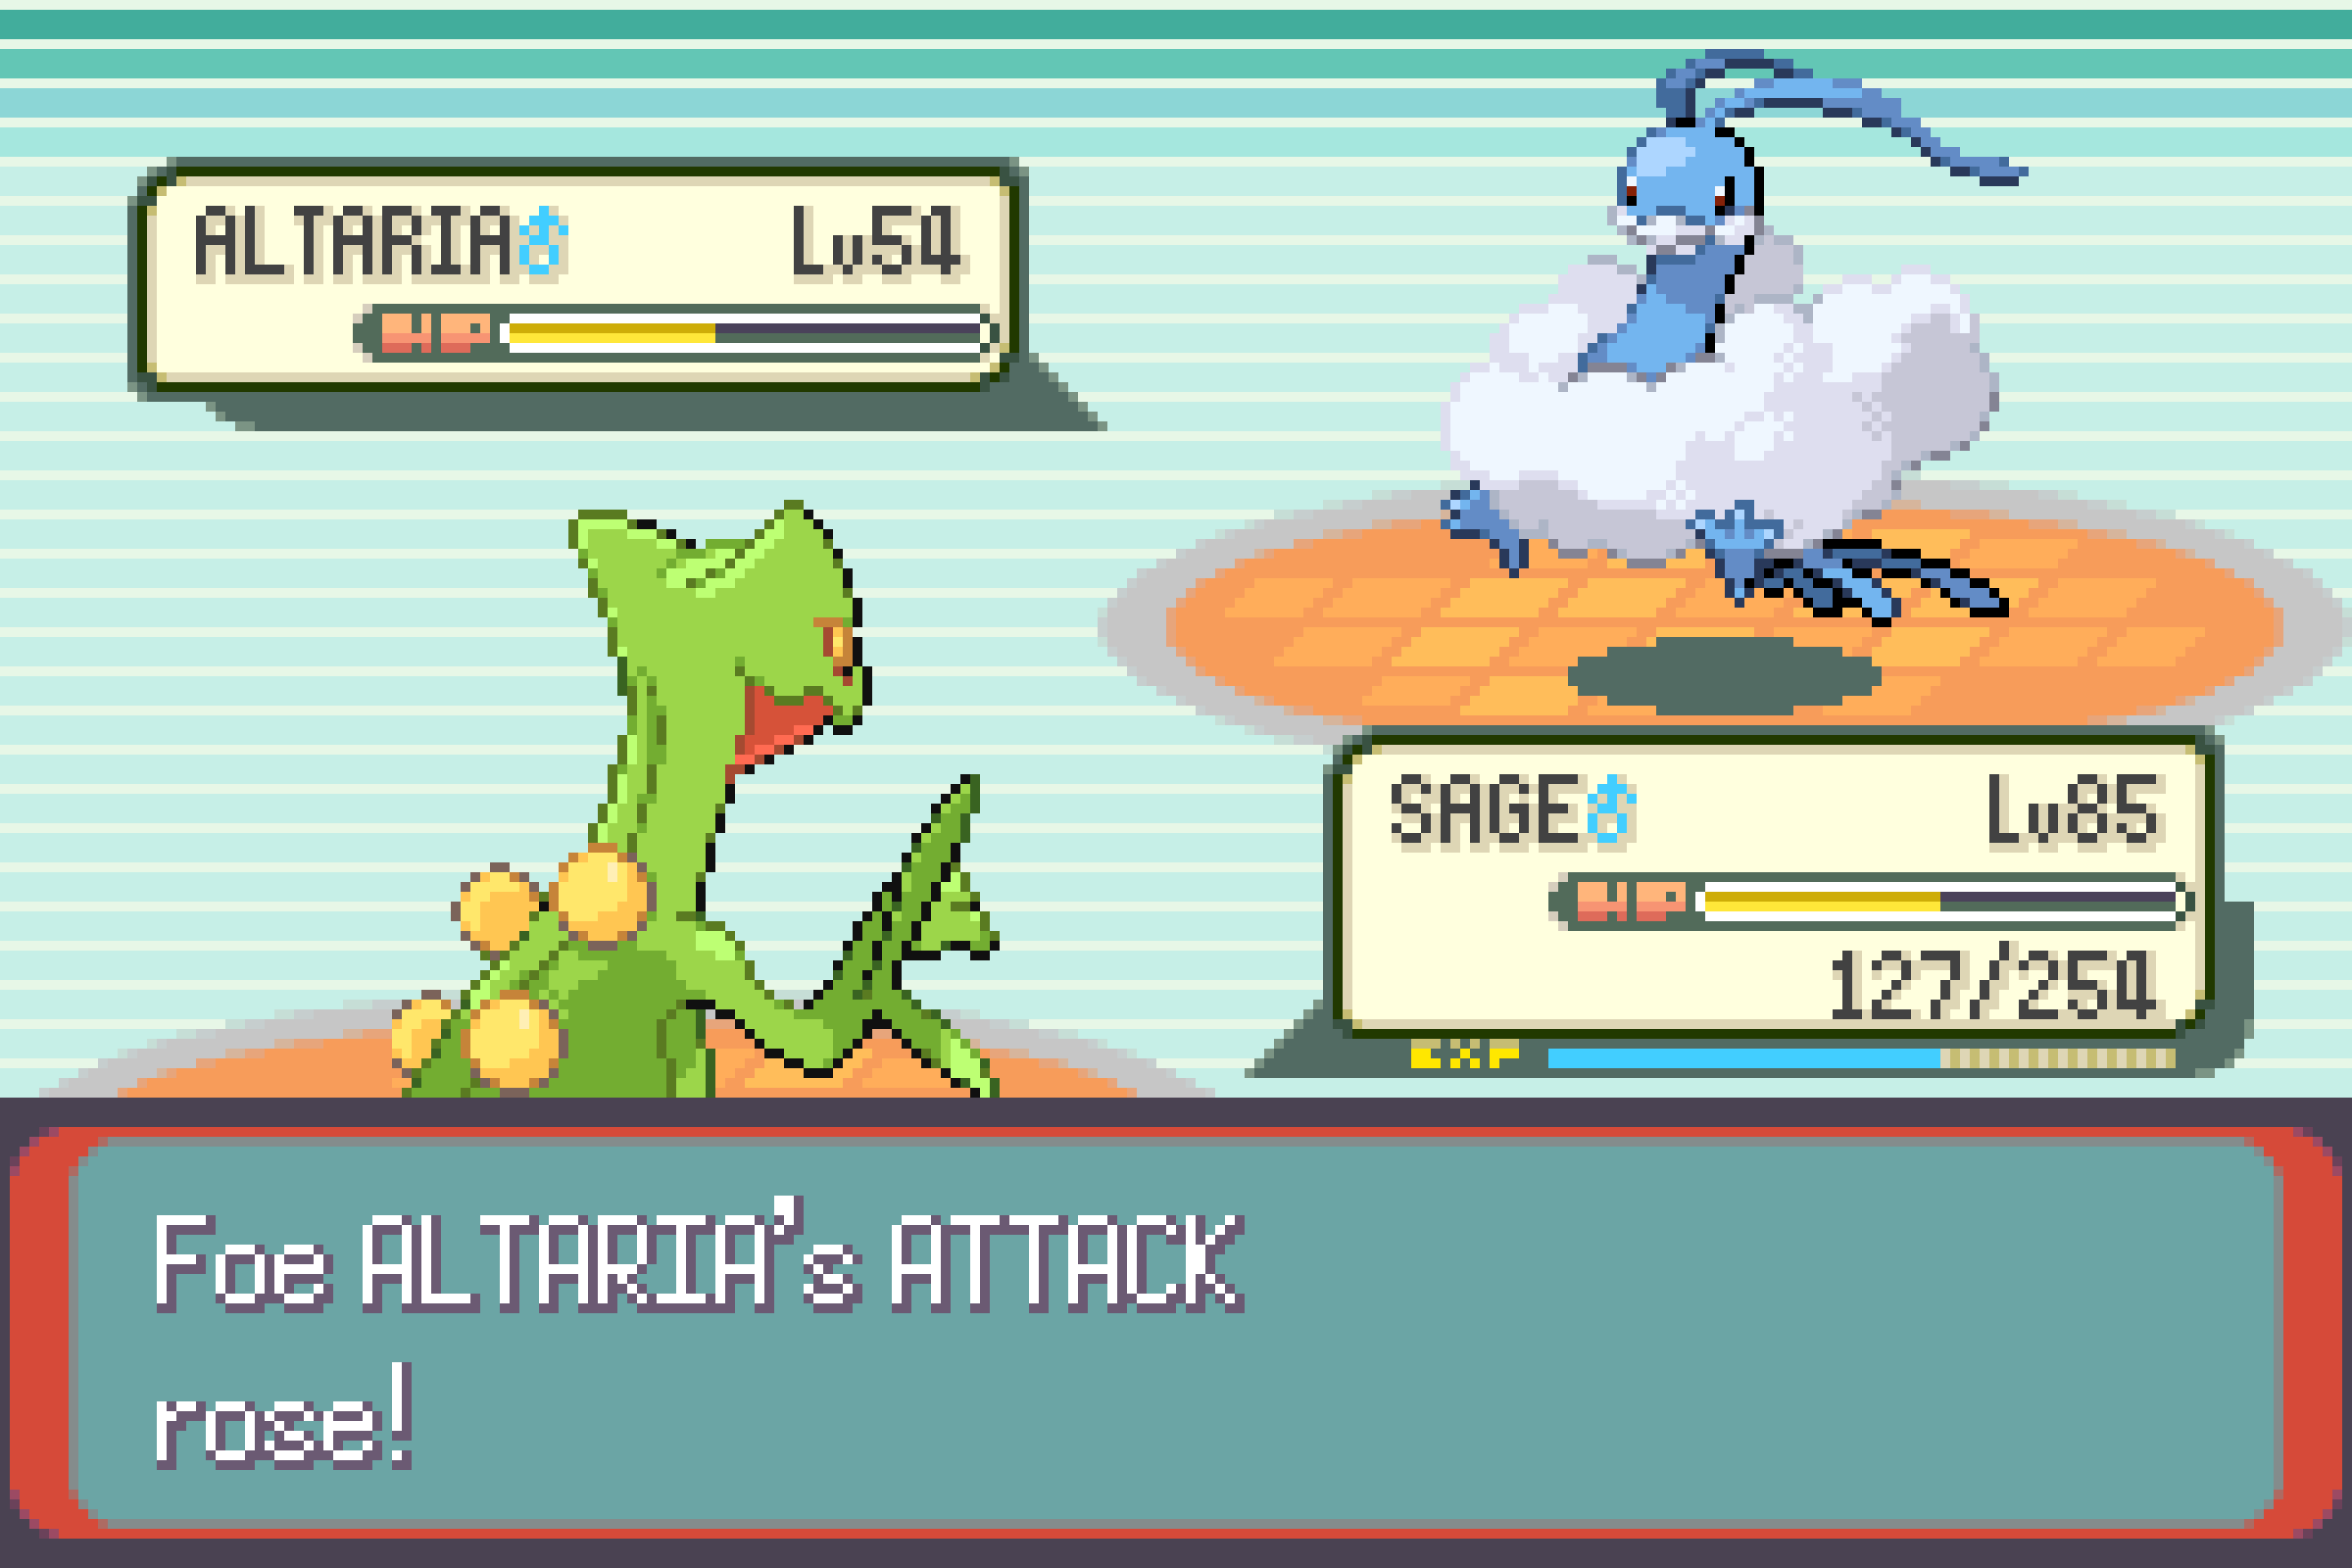 ALTARIA♂ Lv54
HP
SAGE♂ Lv85
HP
127/254
EXP
Foe ALTARIA's ATTACK
rose!